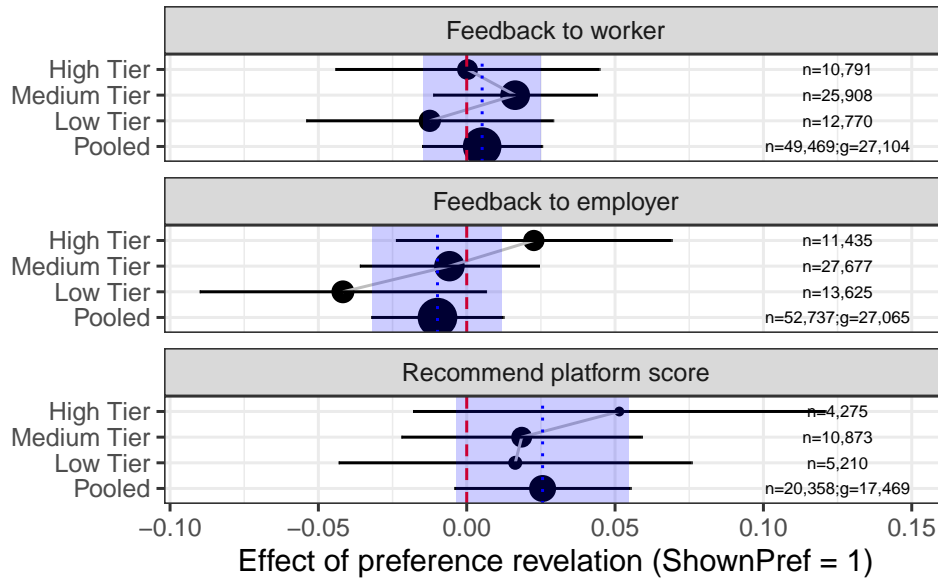 Feedback to worker
High Tier n=10,791
Medium Tier n=25,908
Low Tier n=12,770
Pooled n=49,469;g=27,104
Feedback to employer
High Tier n=11,435
Medium Tier n=27,677
Low Tier n=13,625
Pooled n=52,737;g=27,065
Recommend platform score
High Tier n=4,275
Medium Tier n=10,873
Low Tier n=5,210
Pooled n=20,358;g=17,469
−0.10 −0.05 0.00 0.05 0.10 0.15
Effect of preference revelation (ShownPref = 1)